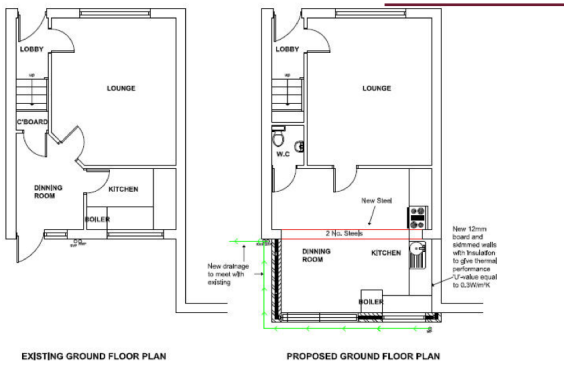 LOBBY
LOUNGE
C'BOARD
DINNING
ROOM
KITCHEN
BOILER
EXISTING GROUND FLOOR PLAN
LOBBY
LOUNGE
W.C
New Steel
2 No. Steels
New drainage
to meet with
existing
DINNING
ROOM
KITCHEN
BOILER
New 12mm
board and
skimmed walls
with insulation
to give thermal
performance
'U'-value equal
to 0.3W/m²K
PROPOSED GROUND FLOOR PLAN